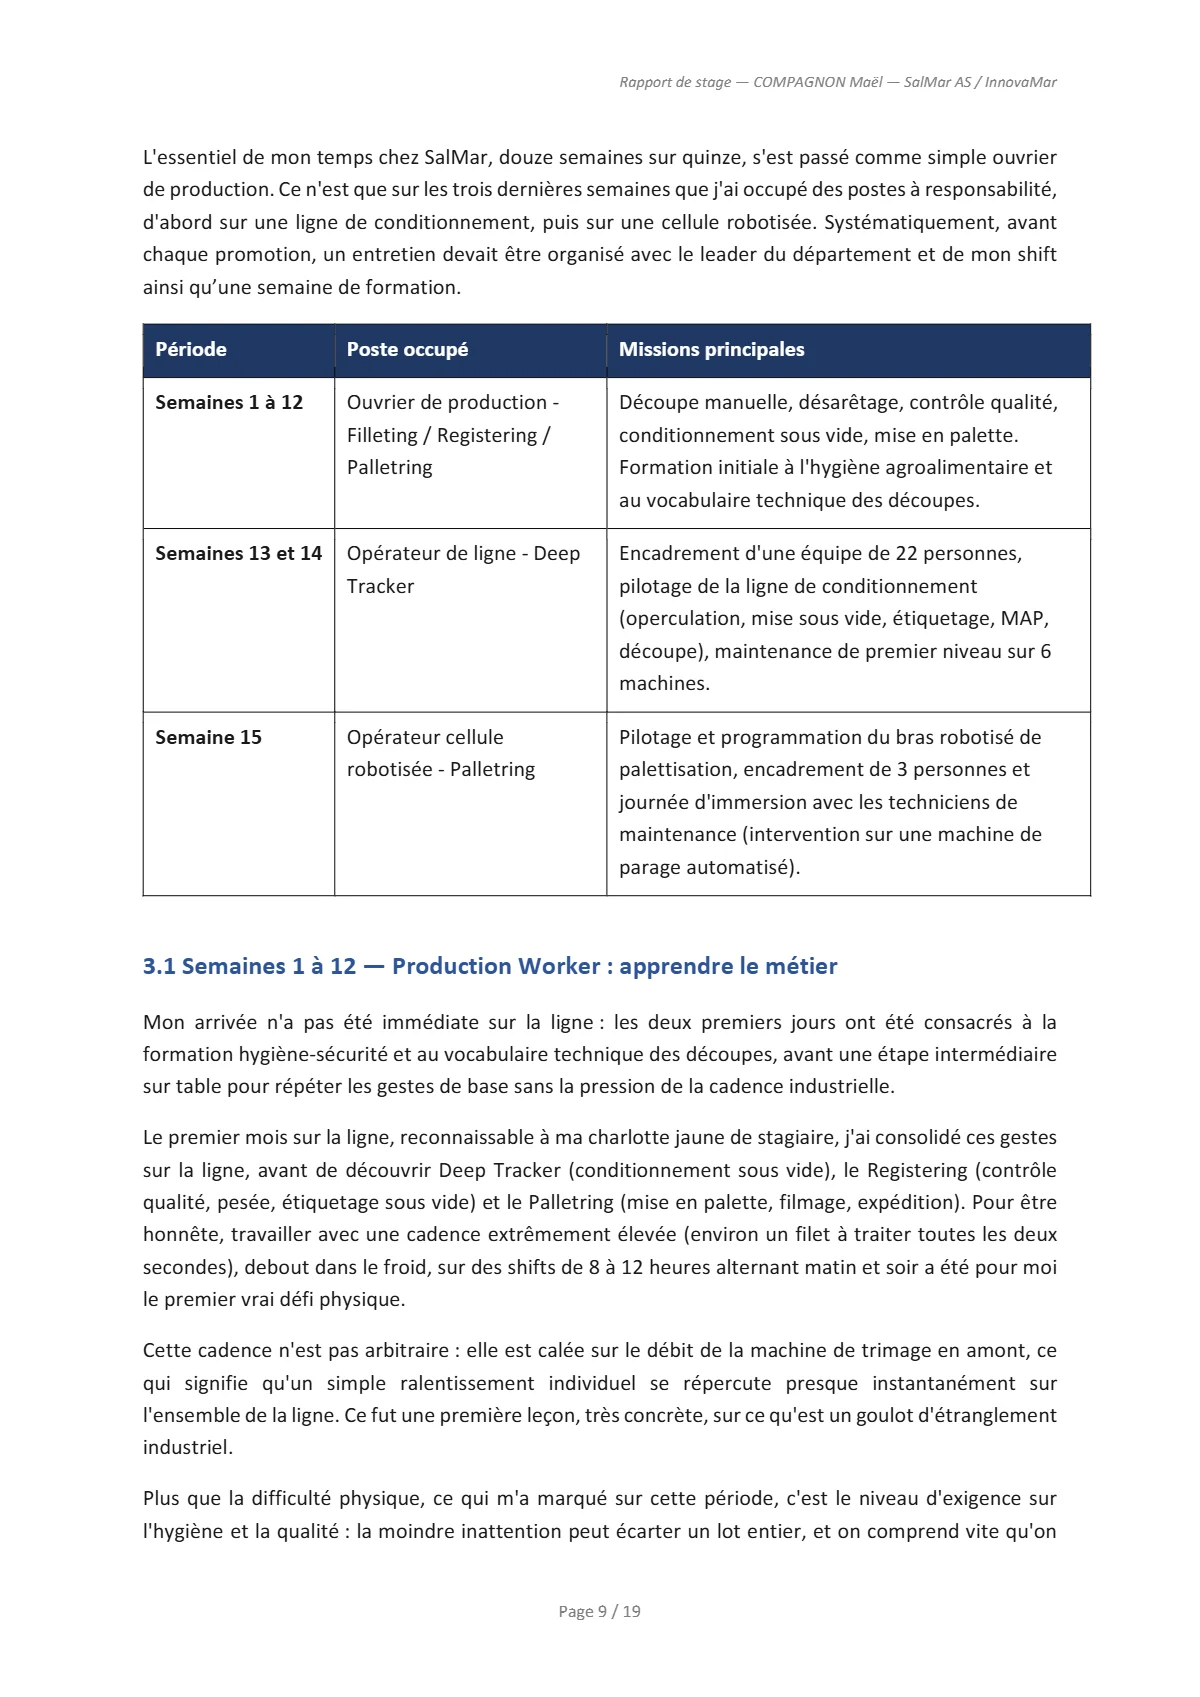 Rapport de stage — COMPAGNON Maël — SalMar AS / InnovaMar
L'essentiel de mon temps chez SalMar, douze semaines sur quinze, s'est passé comme simple ouvrier
de production. Ce n'est que sur les trois dernières semaines que j'ai occupé des postes à responsabilité,
d'abord sur une ligne de conditionnement, puis sur une cellule robotisée. Systématiquement, avant
chaque promotion, un entretien devait être organisé avec le leader du département et de mon shift
ainsi qu’une semaine de formation.
Période
Poste occupé
Missions principales
Semaines 1 à 12
Ouvrier de production -
Filleting / Registering /
Palletring
Découpe manuelle, désarêtage, contrôle qualité,
conditionnement sous vide, mise en palette.
Formation initiale à l'hygiène agroalimentaire et
au vocabulaire technique des découpes.
Semaines 13 et 14
Opérateur de ligne - Deep
Tracker
Encadrement d'une équipe de 22 personnes,
pilotage de la ligne de conditionnement
(operculation, mise sous vide, étiquetage, MAP,
découpe), maintenance de premier niveau sur 6
machines.
Semaine 15
Opérateur cellule
robotisée - Palletring
Pilotage et programmation du bras robotisé de
palettisation, encadrement de 3 personnes et
journée d'immersion avec les techniciens de
maintenance (intervention sur une machine de
parage automatisé).
3.1 Semaines 1 à 12 — Production Worker : apprendre le métier
Mon arrivée n'a pas été immédiate sur la ligne : les deux premiers jours ont été consacrés à la
formation hygiène-sécurité et au vocabulaire technique des découpes, avant une étape intermédiaire
sur table pour répéter les gestes de base sans la pression de la cadence industrielle.
Le premier mois sur la ligne, reconnaissable à ma charlotte jaune de stagiaire, j'ai consolidé ces gestes
sur la ligne, avant de découvrir Deep Tracker (conditionnement sous vide), le Registering (contrôle
qualité, pesée, étiquetage sous vide) et le Palletring (mise en palette, filmage, expédition). Pour être
honnête, travailler avec une cadence extrêmement élevée (environ un filet à traiter toutes les deux
secondes), debout dans le froid, sur des shifts de 8 à 12 heures alternant matin et soir a été pour moi
le premier vrai défi physique.
Cette cadence n'est pas arbitraire : elle est calée sur le débit de la machine de trimage en amont, ce
qui signifie qu'un simple ralentissement individuel se répercute presque instantanément sur
l'ensemble de la ligne. Ce fut une première leçon, très concrète, sur ce qu'est un goulot d'étranglement
industriel.
Plus que la difficulté physique, ce qui m'a marqué sur cette période, c'est le niveau d'exigence sur
l'hygiène et la qualité : la moindre inattention peut écarter un lot entier, et on comprend vite qu'on
Page 9 / 19